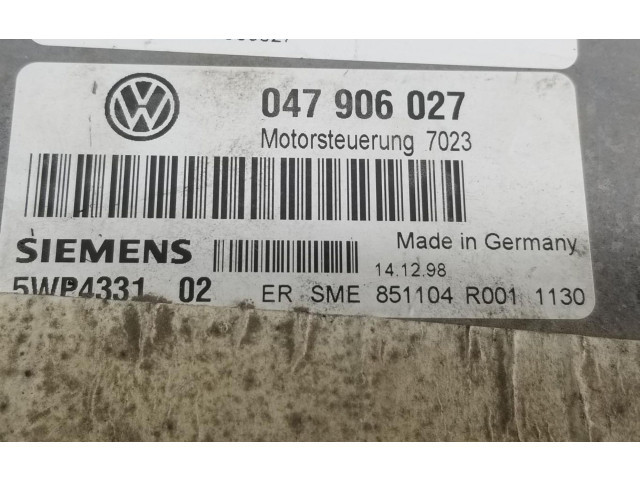 047 906 027
Motorsteuerung 7023
SIEMENS
Made in Germany
14.12.98
5WP4331 02
ER SME 851104 R001 1130